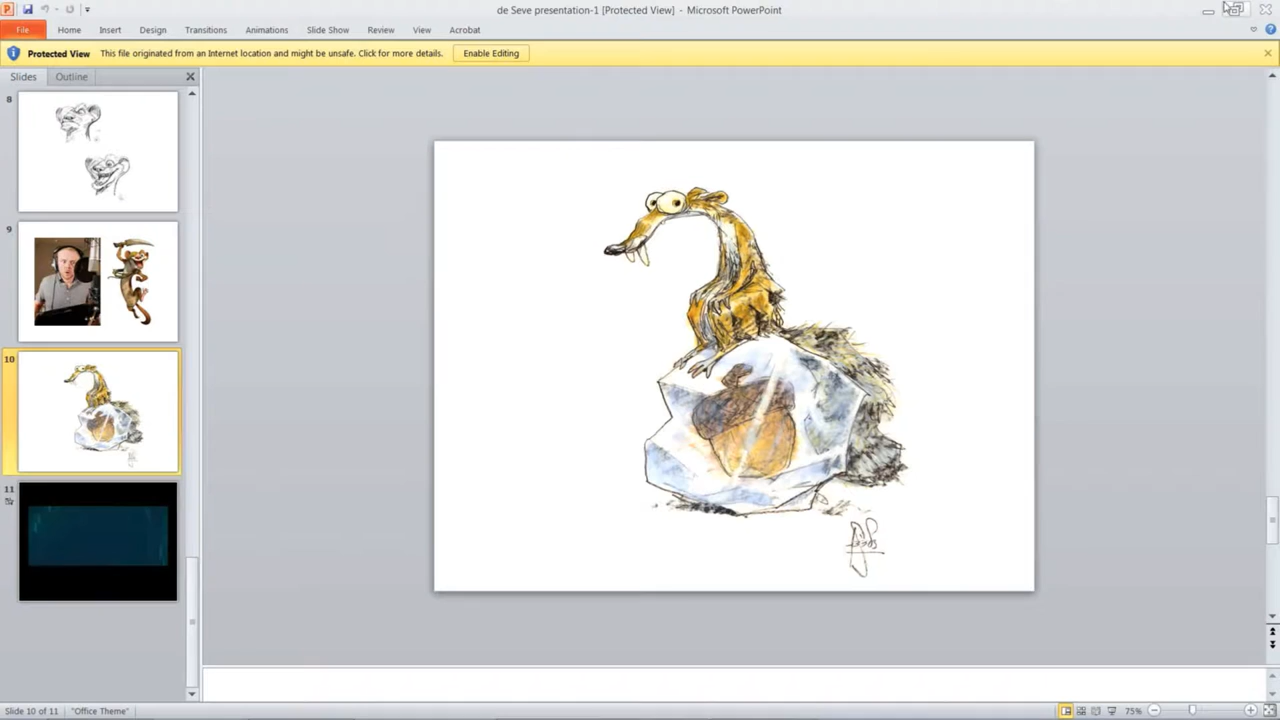 de Seve presentation-1 [Protected View] - Microsoft PowerPoint
File Home Insert Design Transitions Animations Slide Show Review View Acrobat
Protected View This file originated from an Internet location and might be unsafe. Click for more details. Enable Editing
Slides Outline
8
9
10
11
Slide 10 of 11 "Office Theme" 75%